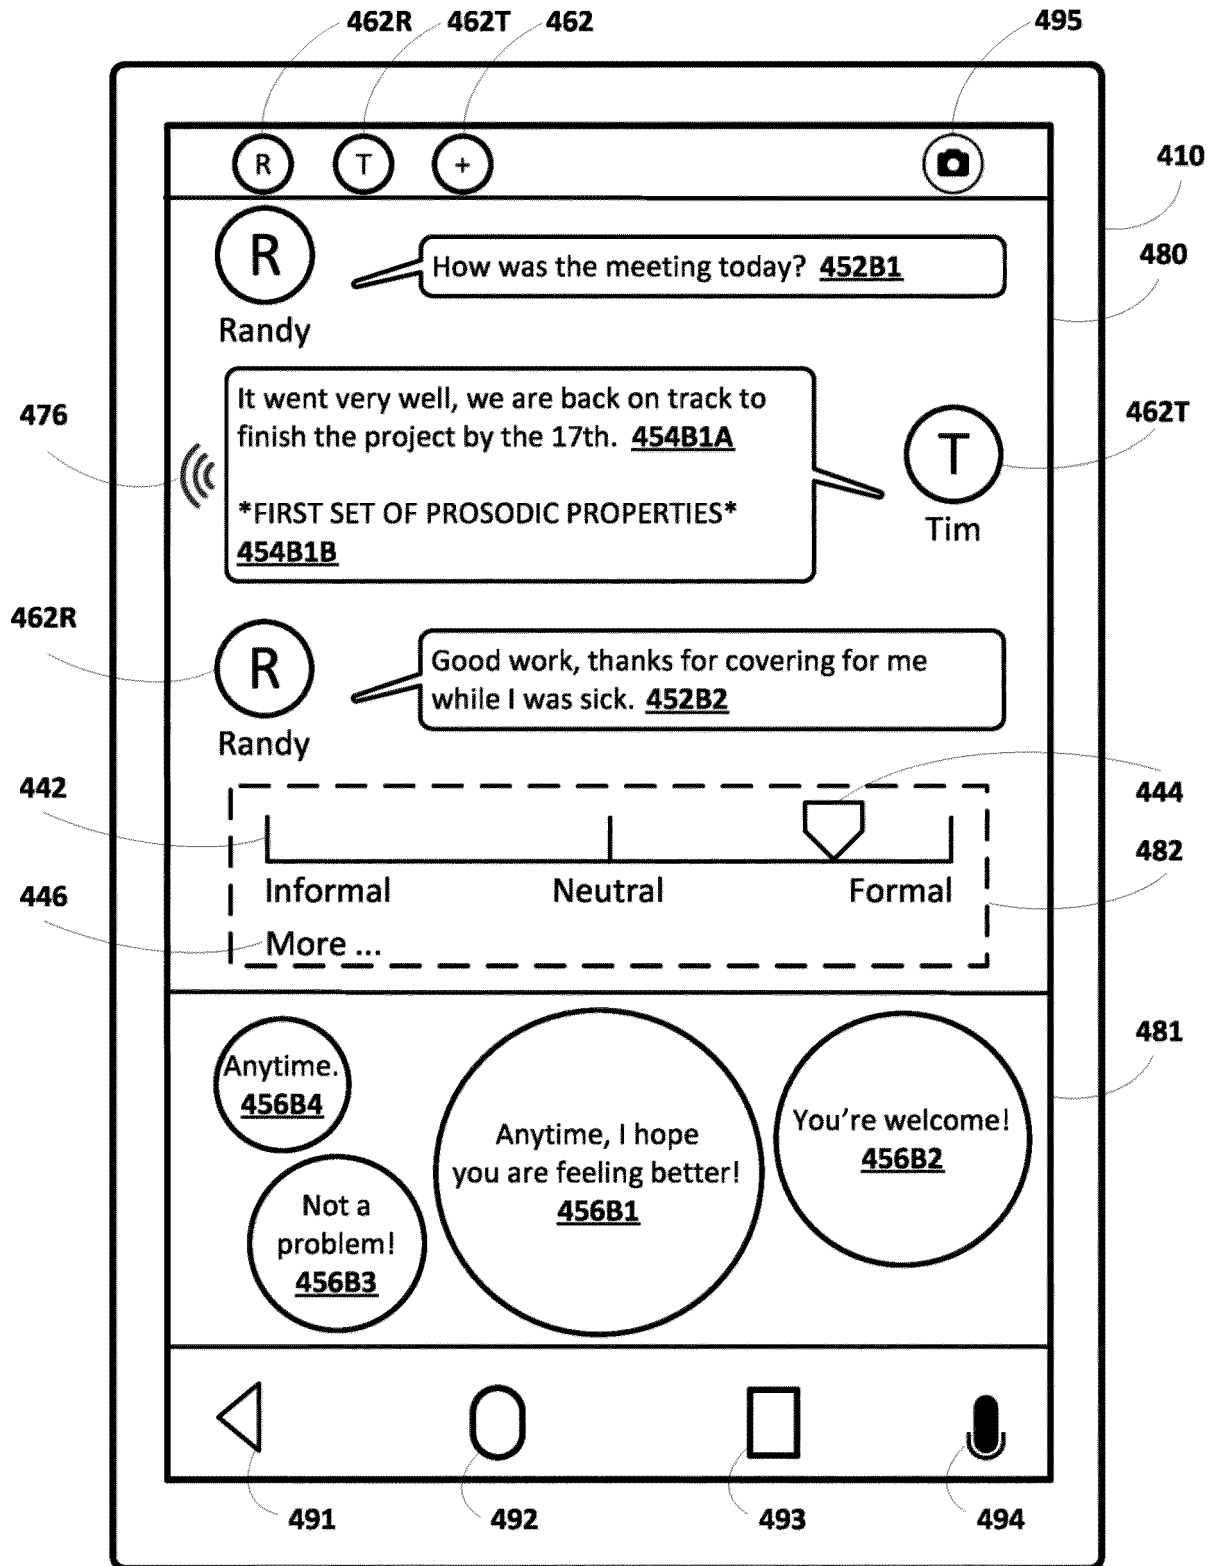 462R 462T 462 495
R T +
410
480
R
Randy
How was the meeting today? 452B1
476
It went very well, we are back on track to
finish the project by the 17th. 454B1A
*FIRST SET OF PROSODIC PROPERTIES*
454B1B
462T
T
Tim
462R
R
Randy
Good work, thanks for covering for me
while I was sick. 452B2
442
444
482
Informal Neutral Formal
446
More ...
481
Anytime.
456B4
Not a
problem!
456B3
Anytime, I hope
you are feeling better!
456B1
You're welcome!
456B2
491 492 493 494